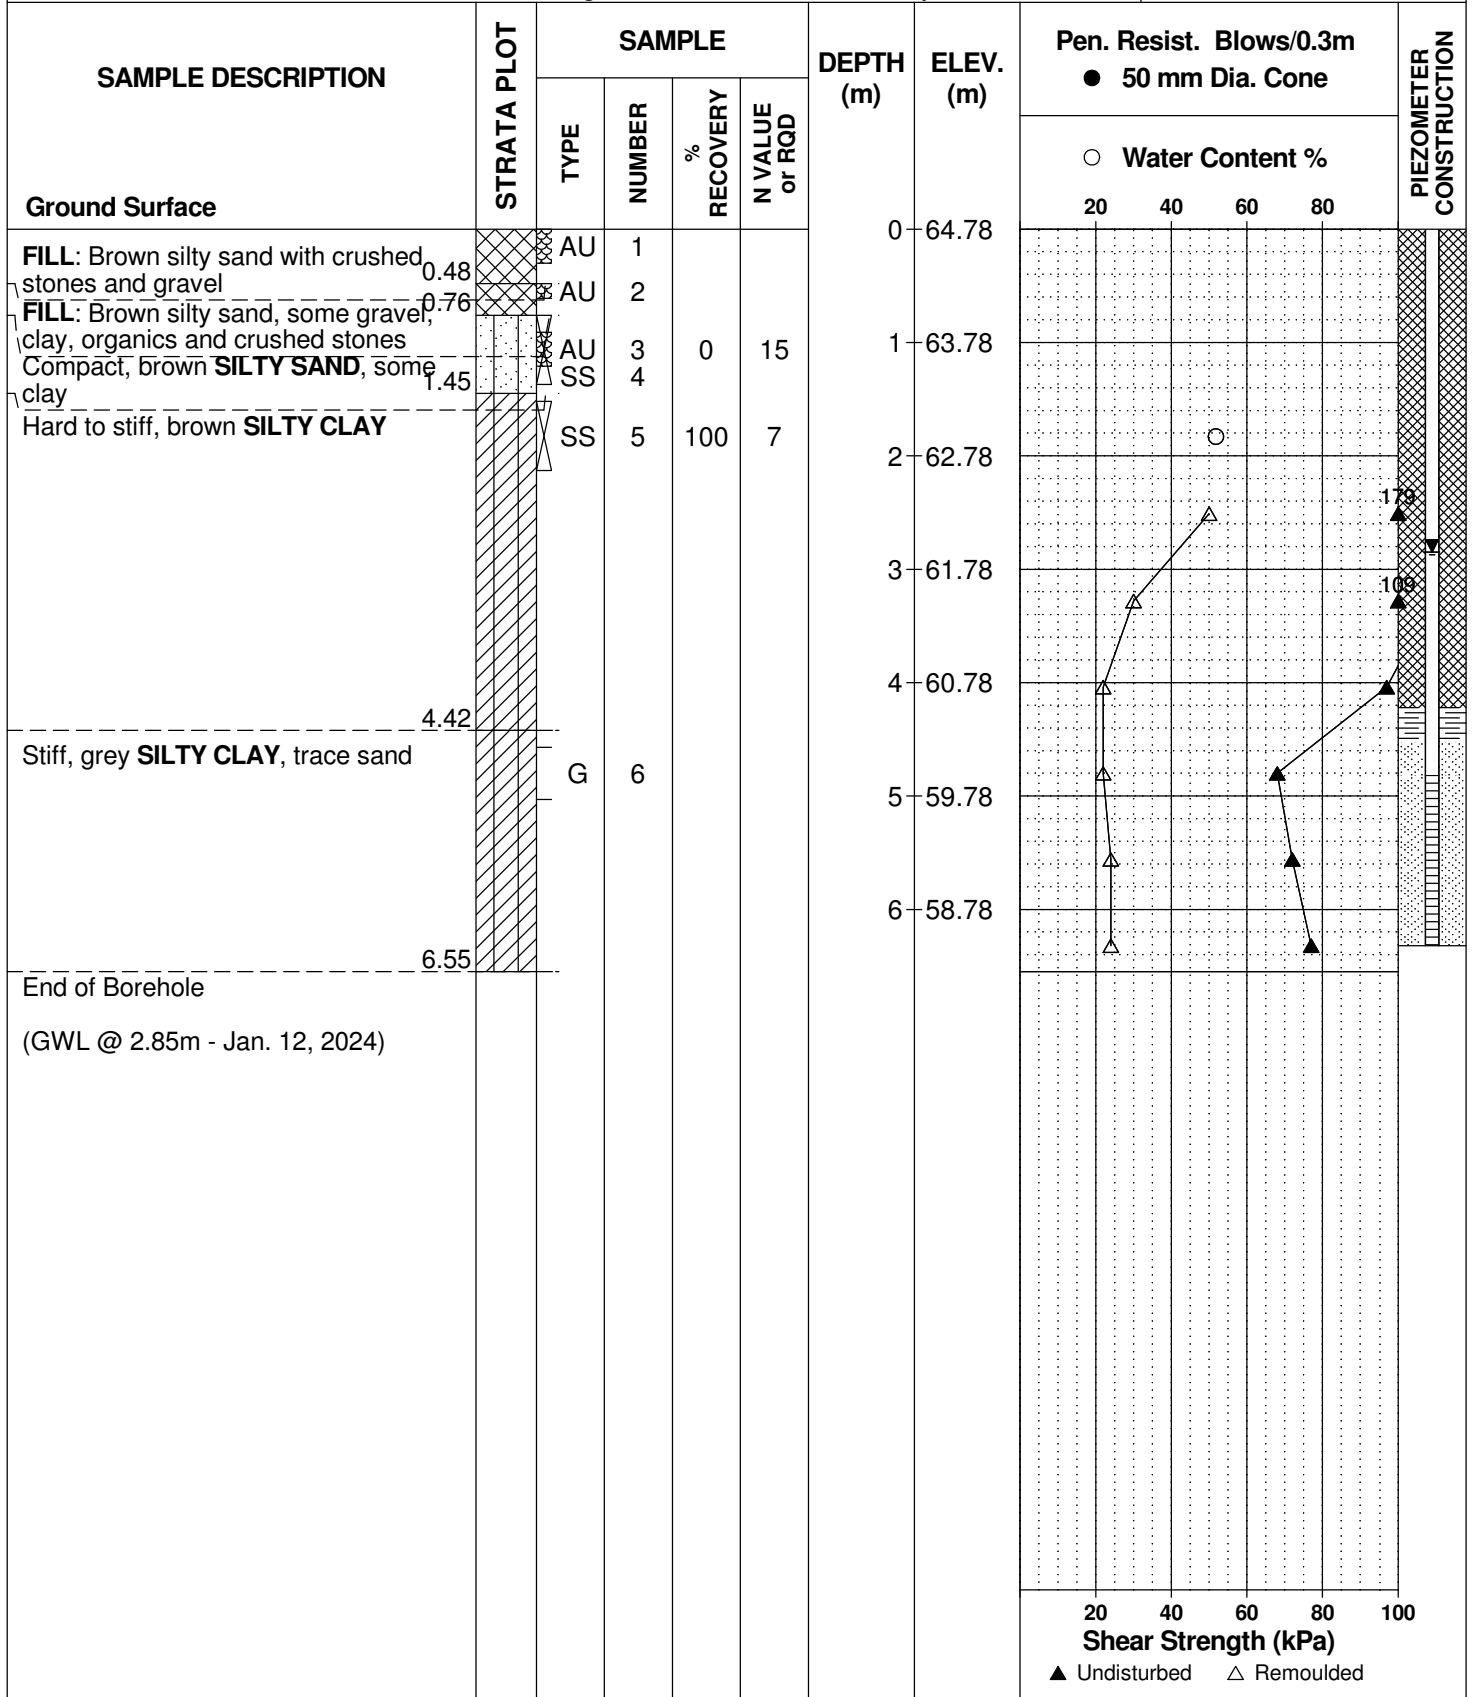 SAMPLE DESCRIPTION
STRATA PLOT
SAMPLE
TYPE
NUMBER
%
RECOVERY
N VALUE
or RQD
DEPTH
(m)
ELEV.
(m)
Pen. Resist. Blows/0.3m
● 50 mm Dia. Cone
○ Water Content %
20 40 60 80
PIEZOMETER
CONSTRUCTION
Ground Surface
0 64.78
FILL: Brown silty sand with crushed
stones and gravel
0.48
AU 1
0.76
AU 2
FILL: Brown silty sand, some gravel,
clay, organics and crushed stones
AU 3 0 15
1 63.78
Compact, brown SILTY SAND, some
clay
1.45
SS 4
Hard to stiff, brown SILTY CLAY
SS 5 100 7
2 62.78
179
3 61.78
109
4 60.78
4.42
Stiff, grey SILTY CLAY, trace sand
G 6
5 59.78
6 58.78
6.55
End of Borehole
(GWL @ 2.85m - Jan. 12, 2024)
20 40 60 80 100
Shear Strength (kPa)
▲ Undisturbed △ Remoulded